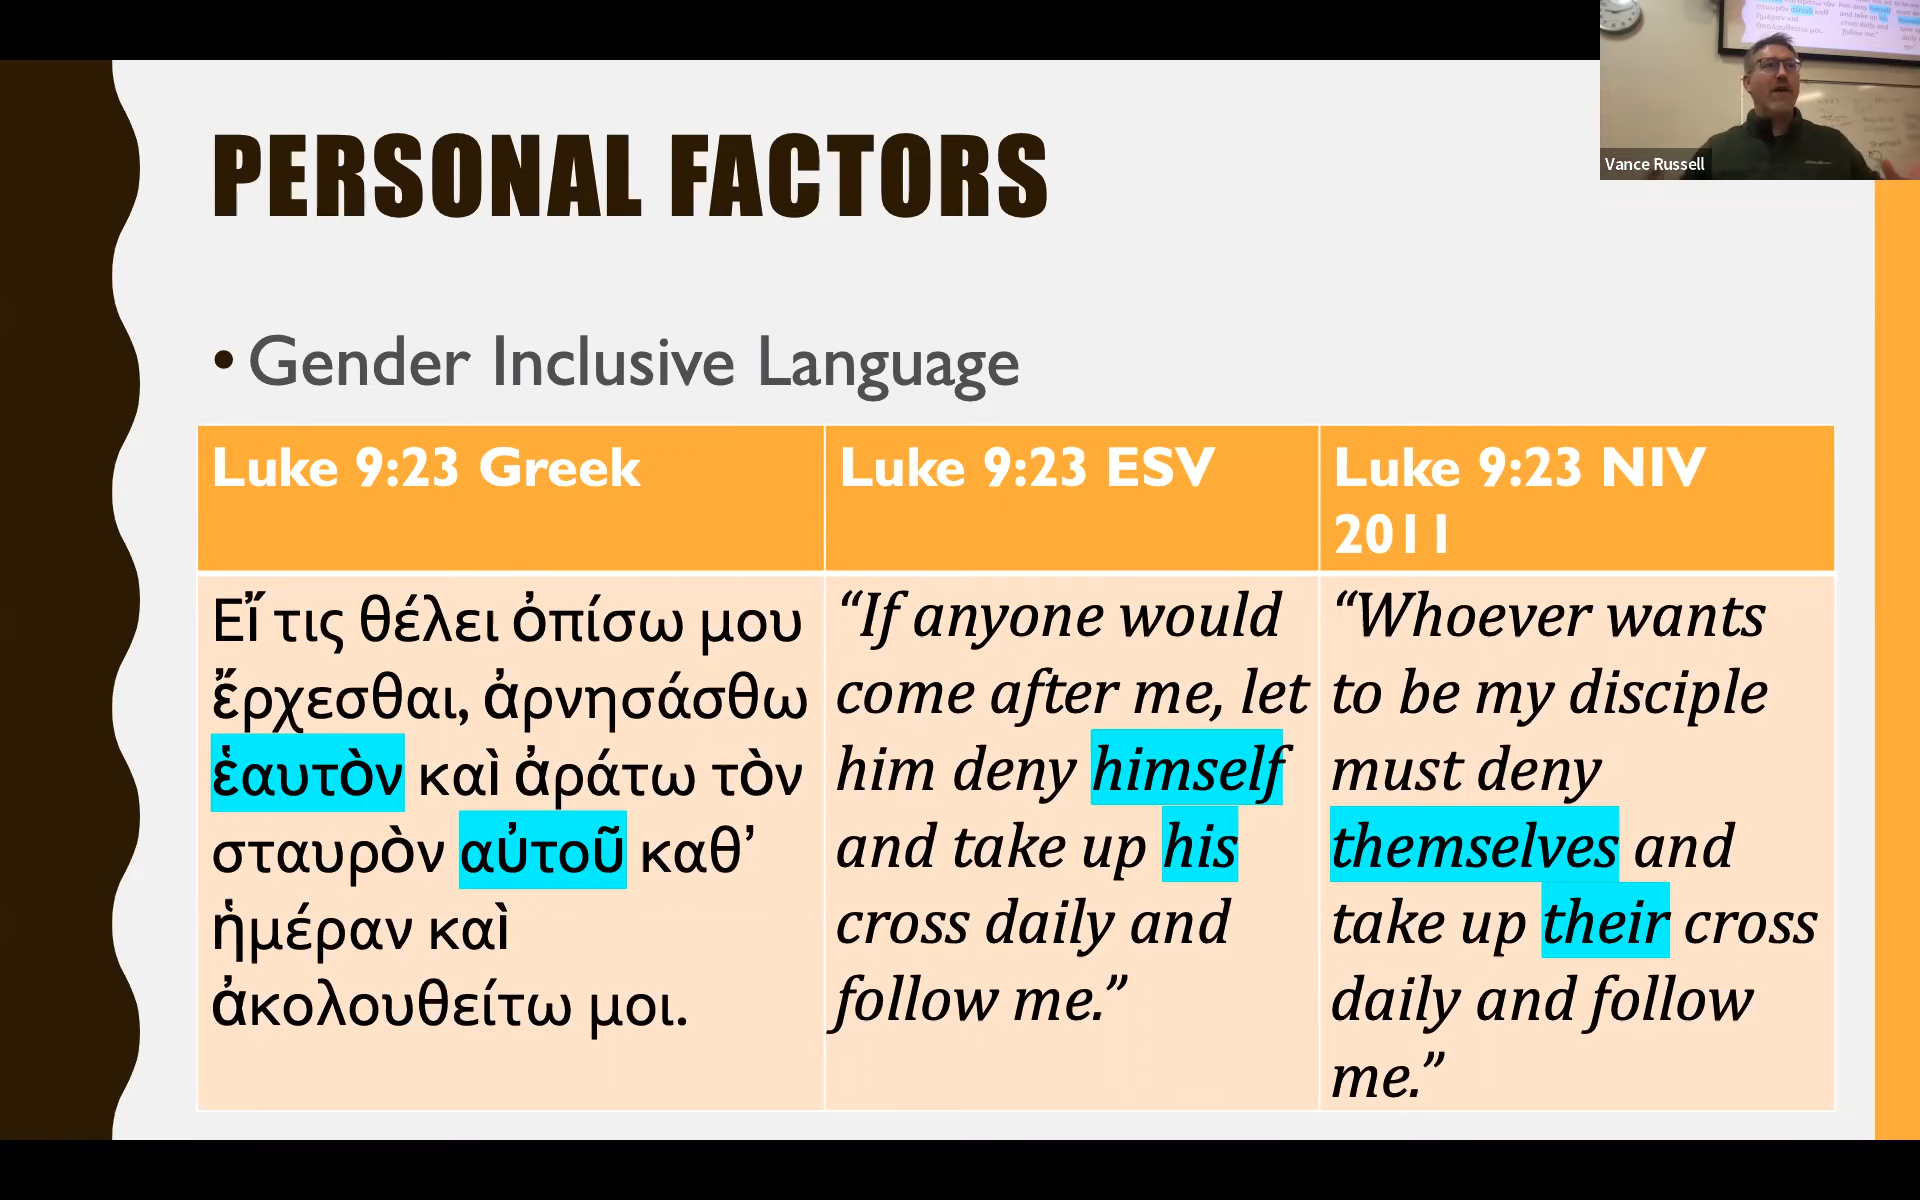 PERSONAL FACTORS
• Gender Inclusive Language
Luke 9:23 Greek
Εἴ τις θέλει ὀπίσω μου
ἔρχεσθαι, ἀρνησάσθω
ἑαυτὸν καὶ ἀράτω τὸν
σταυρὸν αὐτοῦ καθ’
ἡμέραν καὶ
ἀκολουθείτω μοι.
Luke 9:23 ESV
“If anyone would
come after me, let
him deny himself
and take up his
cross daily and
follow me.”
Luke 9:23 NIV
2011
“Whoever wants
to be my disciple
must deny
themselves and
take up their cross
daily and follow
me.”
Vance Russell